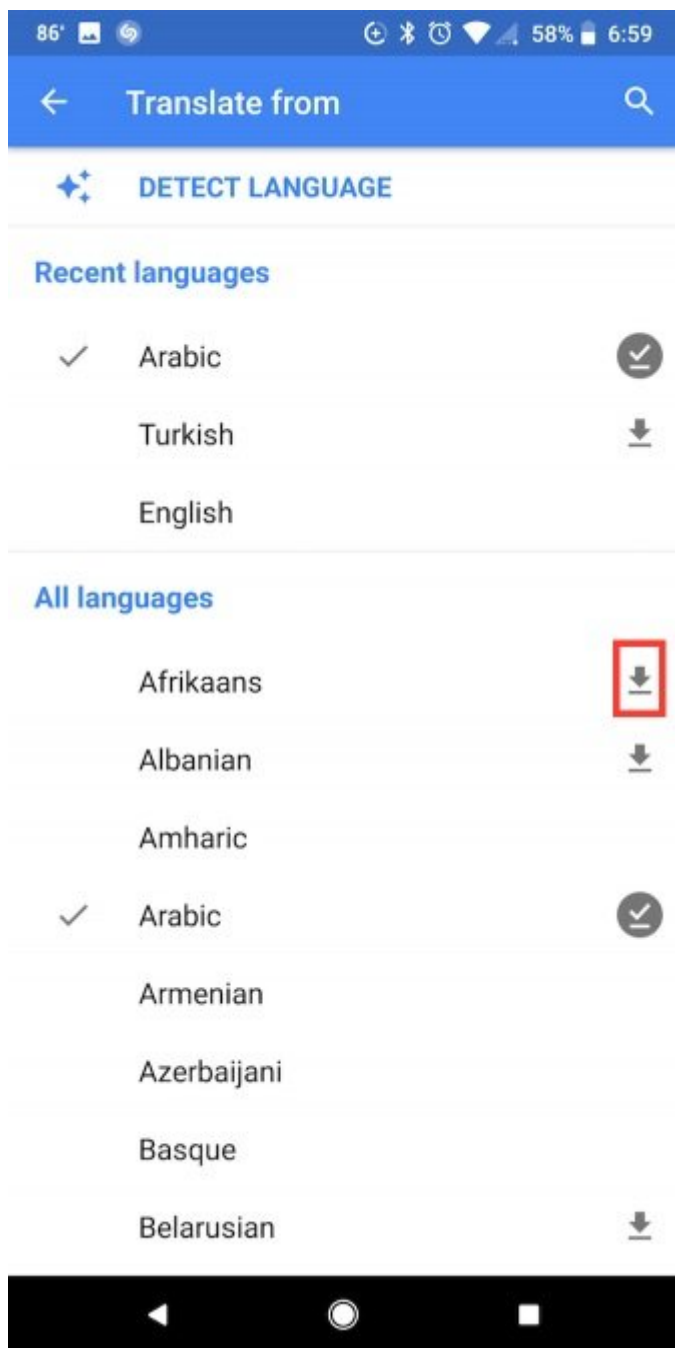 86° 58% 6:59
Translate from
DETECT LANGUAGE
Recent languages
Arabic
Turkish
English
All languages
Afrikaans
Albanian
Amharic
Arabic
Armenian
Azerbaijani
Basque
Belarusian